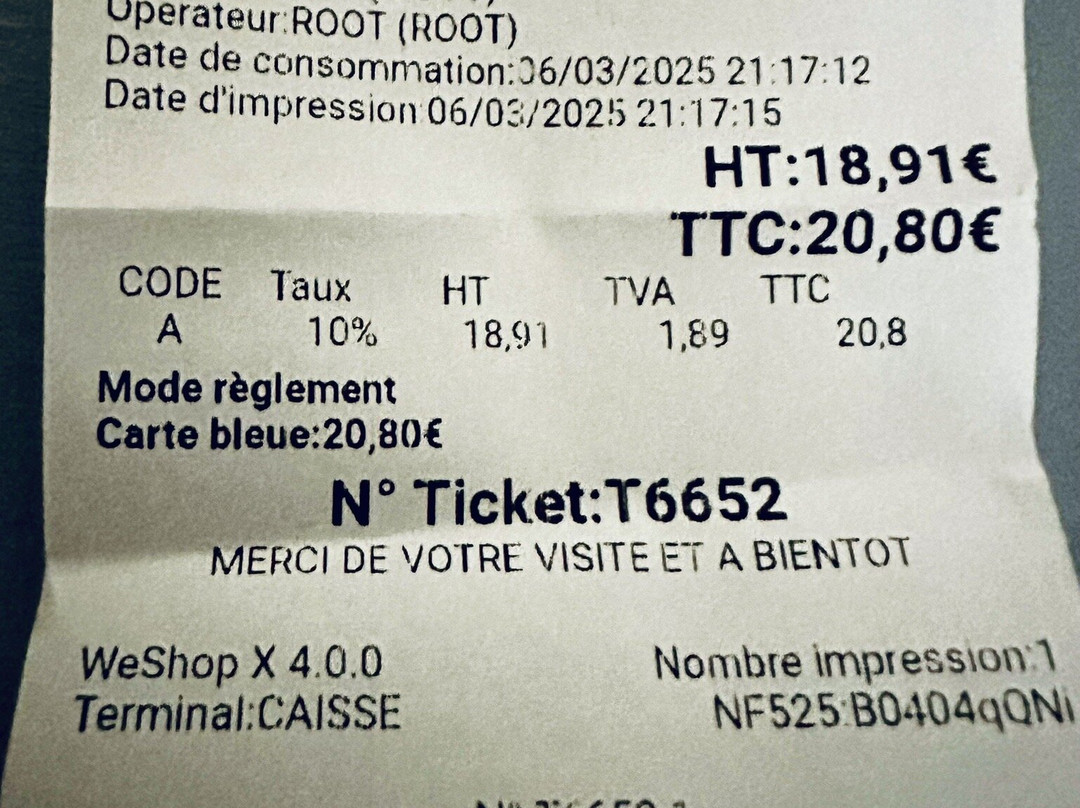 Operateur:ROOT (ROOT)
Date de consommation:06/03/2025 21:17:12
Date d'impression:06/03/2025 21:17:15
HT:18,91€
TTC:20,80€
CODE Taux HT TVA TTC
A 10% 18,91 1,89 20,8
Mode règlement
Carte bleue:20,80€
N° Ticket:T6652
MERCI DE VOTRE VISITE ET A BIENTOT
WeShop X 4.0.0 Nombre impression:1
Terminal:CAISSE NF525:B0404qQNi